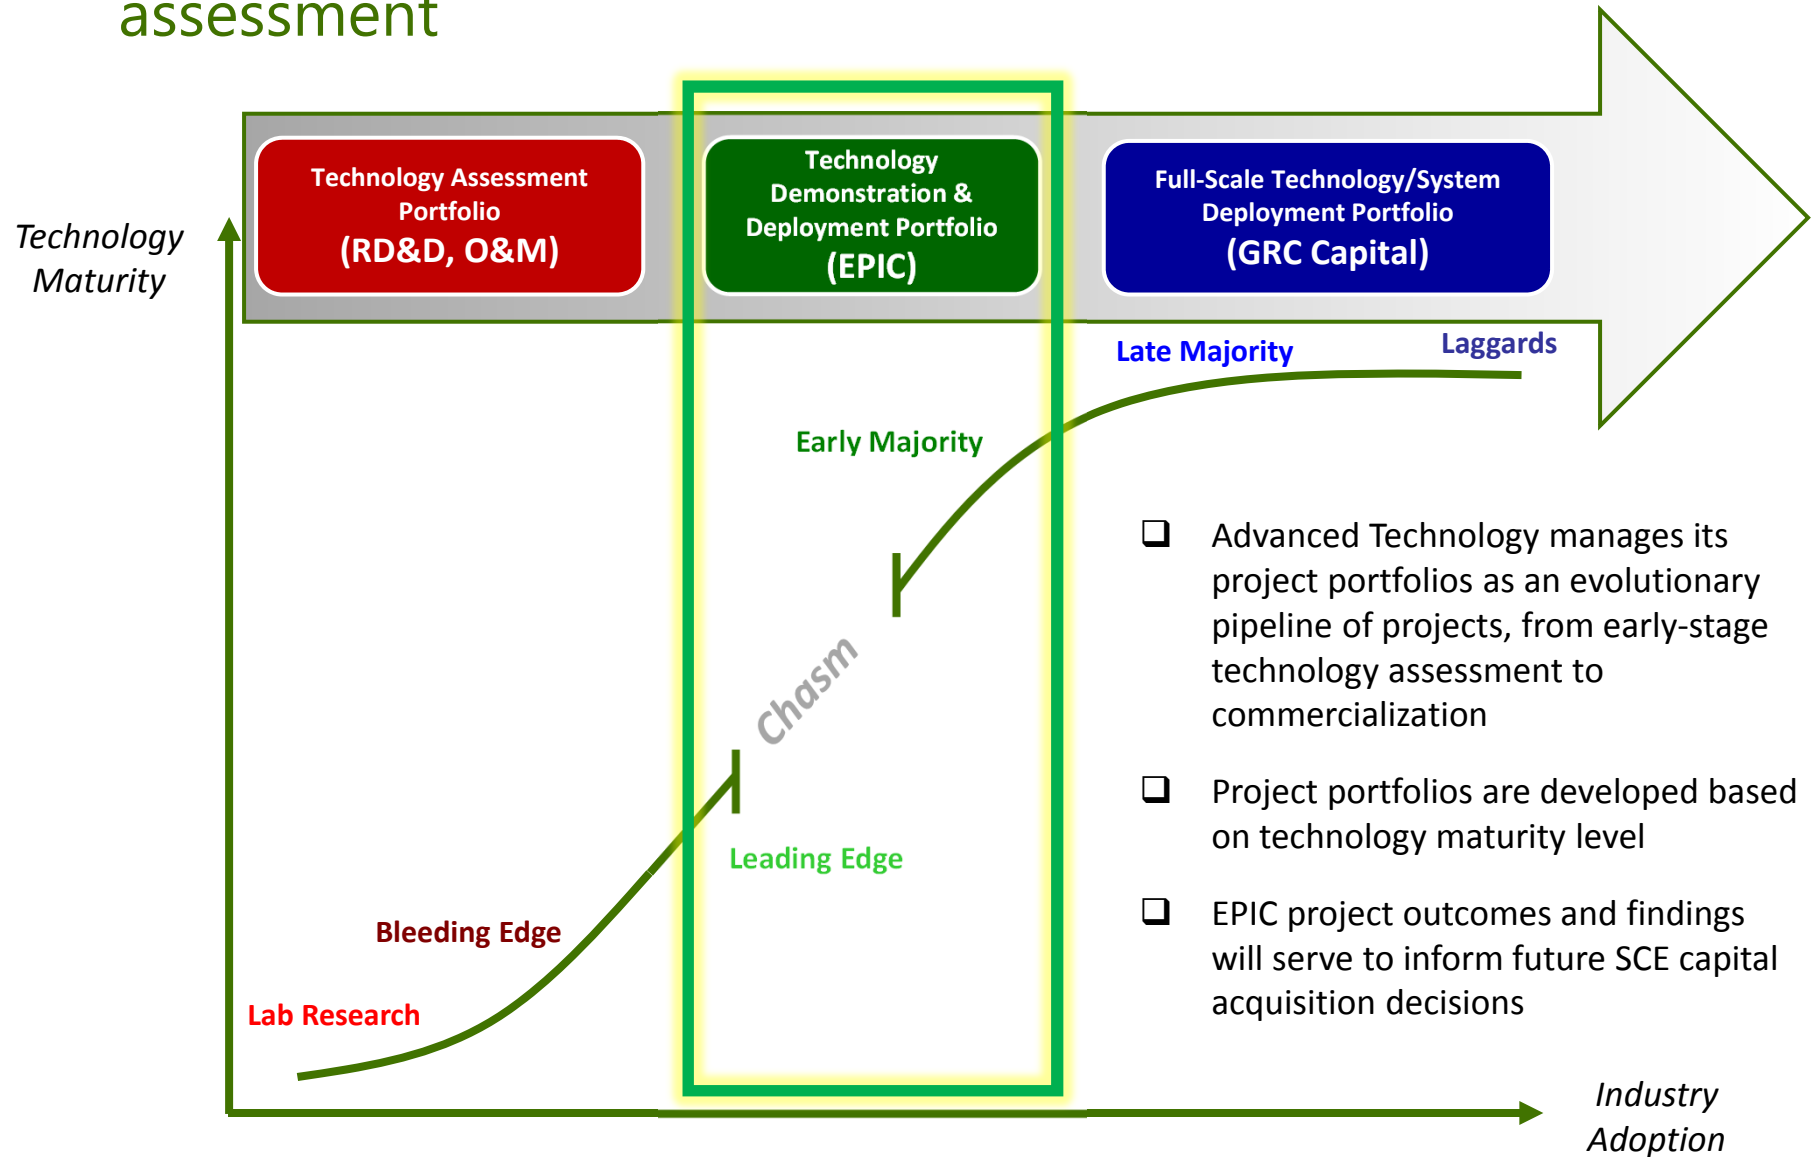 assessment
Technology Assessment
Portfolio
(RD&D, O&M)
Technology
Demonstration &
Deployment Portfolio
(EPIC)
Full-Scale Technology/System
Deployment Portfolio
(GRC Capital)
Technology
Maturity
Late Majority
Laggards
Early Majority
Chasm
Leading Edge
Bleeding Edge
Lab Research
Advanced Technology manages its
project portfolios as an evolutionary
pipeline of projects, from early-stage
technology assessment to
commercialization
Project portfolios are developed based
on technology maturity level
EPIC project outcomes and findings
will serve to inform future SCE capital
acquisition decisions
Industry
Adoption